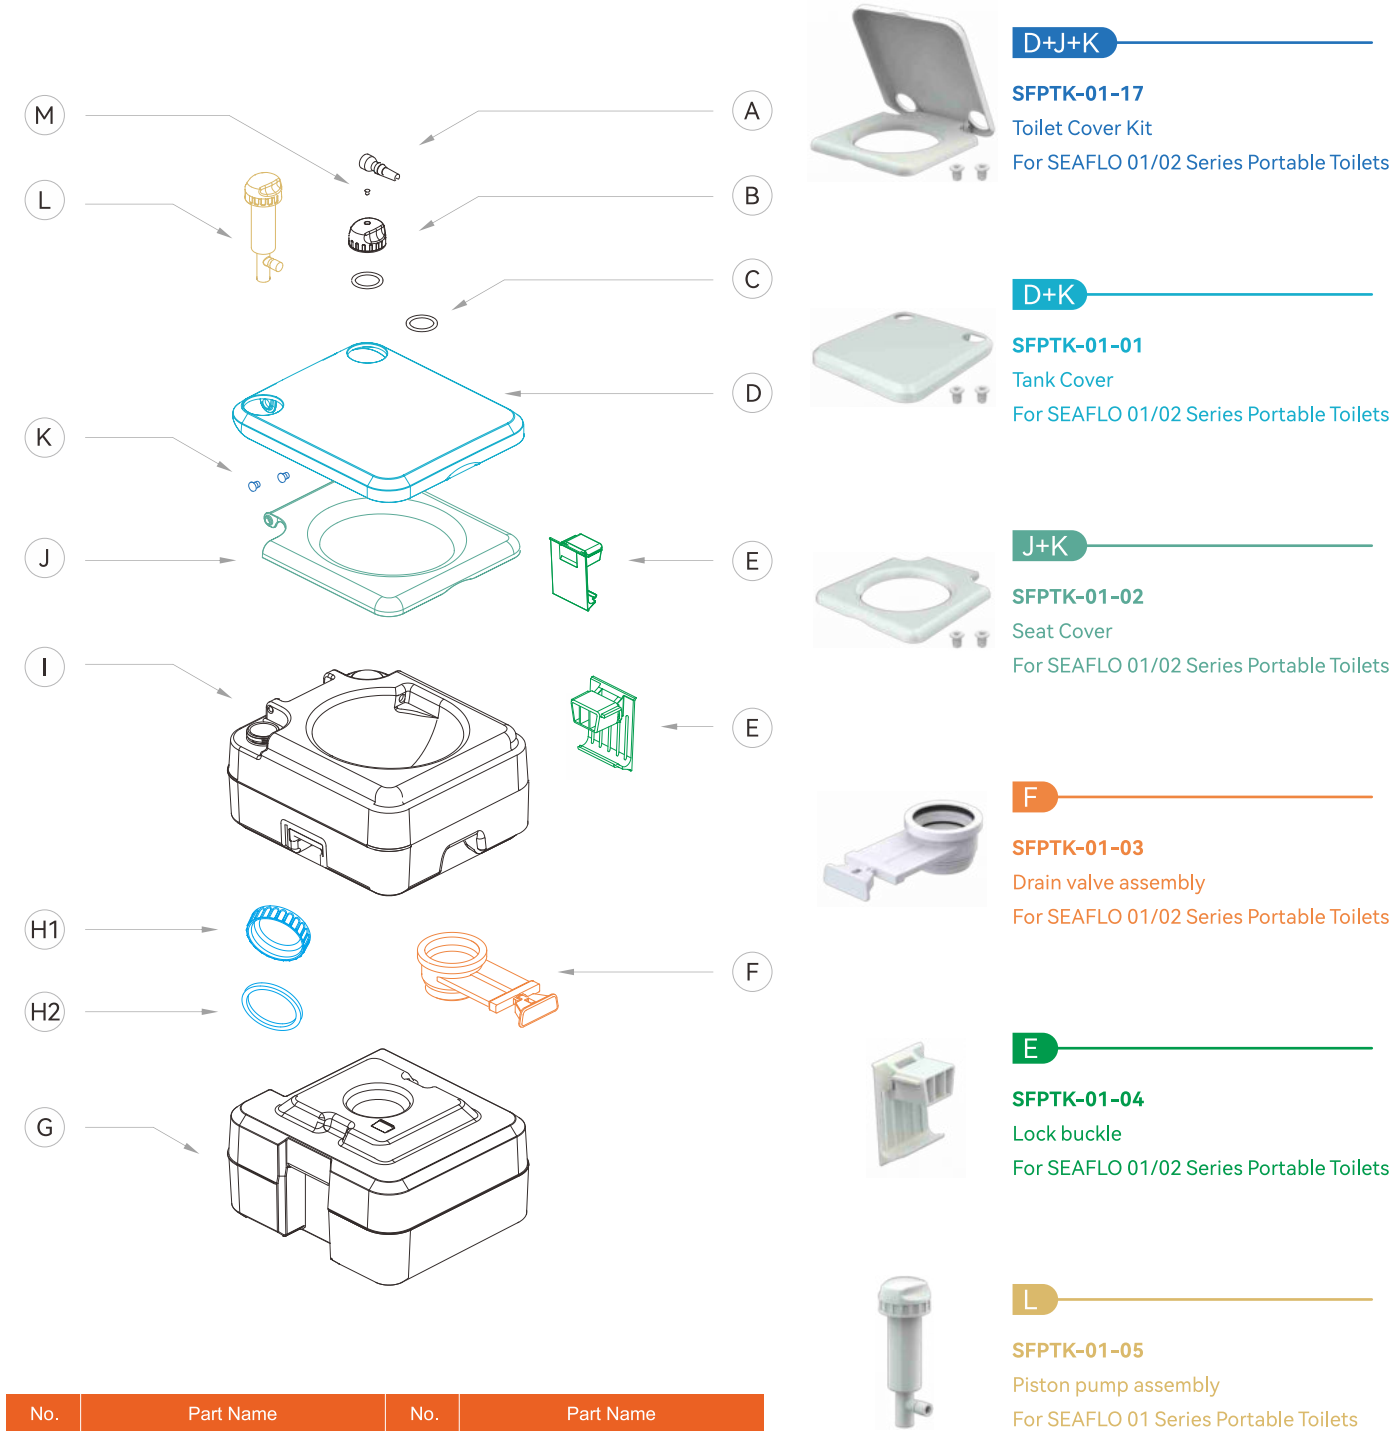 M
A
L
B
C
D
K
J
E
I
E
H1
F
H2
G
No. Part Name No. Part Name
D+J+K
SFPTK-01-17
Toilet Cover Kit
For SEAFLO 01/02 Series Portable Toilets
D+K
SFPTK-01-01
Tank Cover
For SEAFLO 01/02 Series Portable Toilets
J+K
SFPTK-01-02
Seat Cover
For SEAFLO 01/02 Series Portable Toilets
F
SFPTK-01-03
Drain valve assembly
For SEAFLO 01/02 Series Portable Toilets
E
SFPTK-01-04
Lock buckle
For SEAFLO 01/02 Series Portable Toilets
L
SFPTK-01-05
Piston pump assembly
For SEAFLO 01 Series Portable Toilets